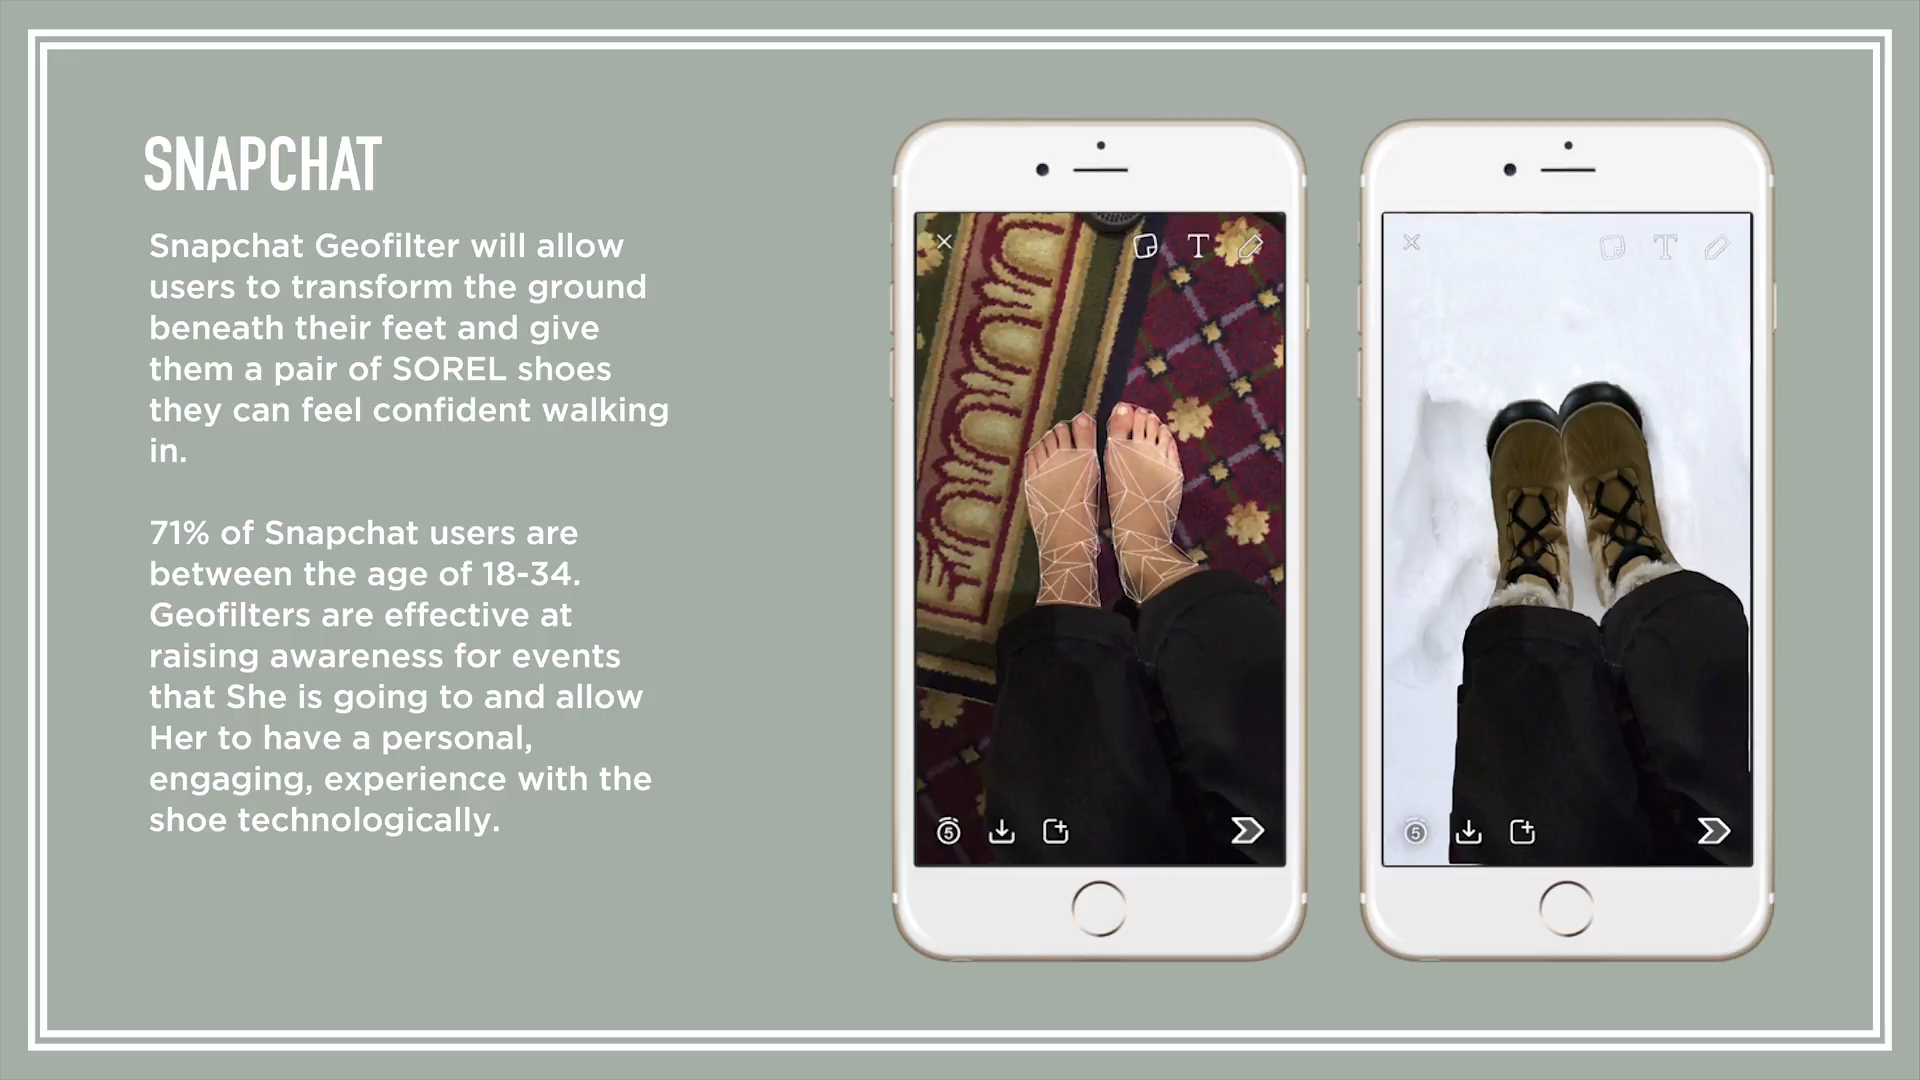 SNAPCHAT
Snapchat Geofilter will allow
users to transform the ground
beneath their feet and give
them a pair of SOREL shoes
they can feel confident walking
in.
71% of Snapchat users are
between the age of 18-34.
Geofilters are effective at
raising awareness for events
that She is going to and allow
Her to have a personal,
engaging, experience with the
shoe technologically.
T
5
T
5